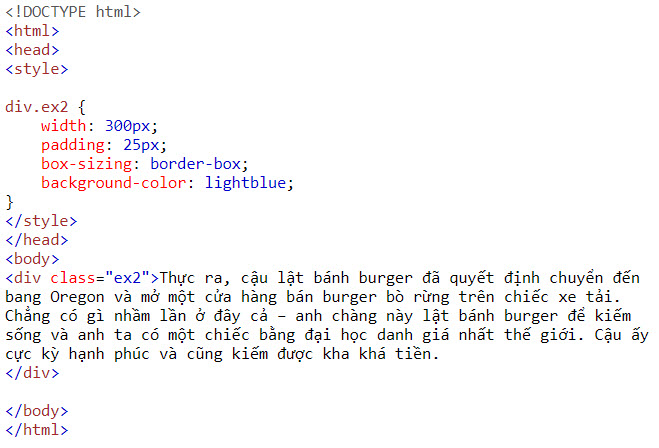 <!DOCTYPE html>
<html>
<head>
<style>
div.ex2 {
    width: 300px;
    padding: 25px;
    box-sizing: border-box;
    background-color: lightblue;
}
</style>
</head>
<body>
<div class="ex2">Thực ra, cậu lật bánh burger đã quyết định chuyển đến
bang Oregon và mở một cửa hàng bán burger bò rừng trên chiếc xe tải.
Chẳng có gì nhầm lẫn ở đây cả – anh chàng này lật bánh burger để kiếm
sống và anh ta có một chiếc bằng đại học danh giá nhất thế giới. Cậu ấy
cực kỳ hạnh phúc và cũng kiếm được kha khá tiền.
</div>
</body>
</html>